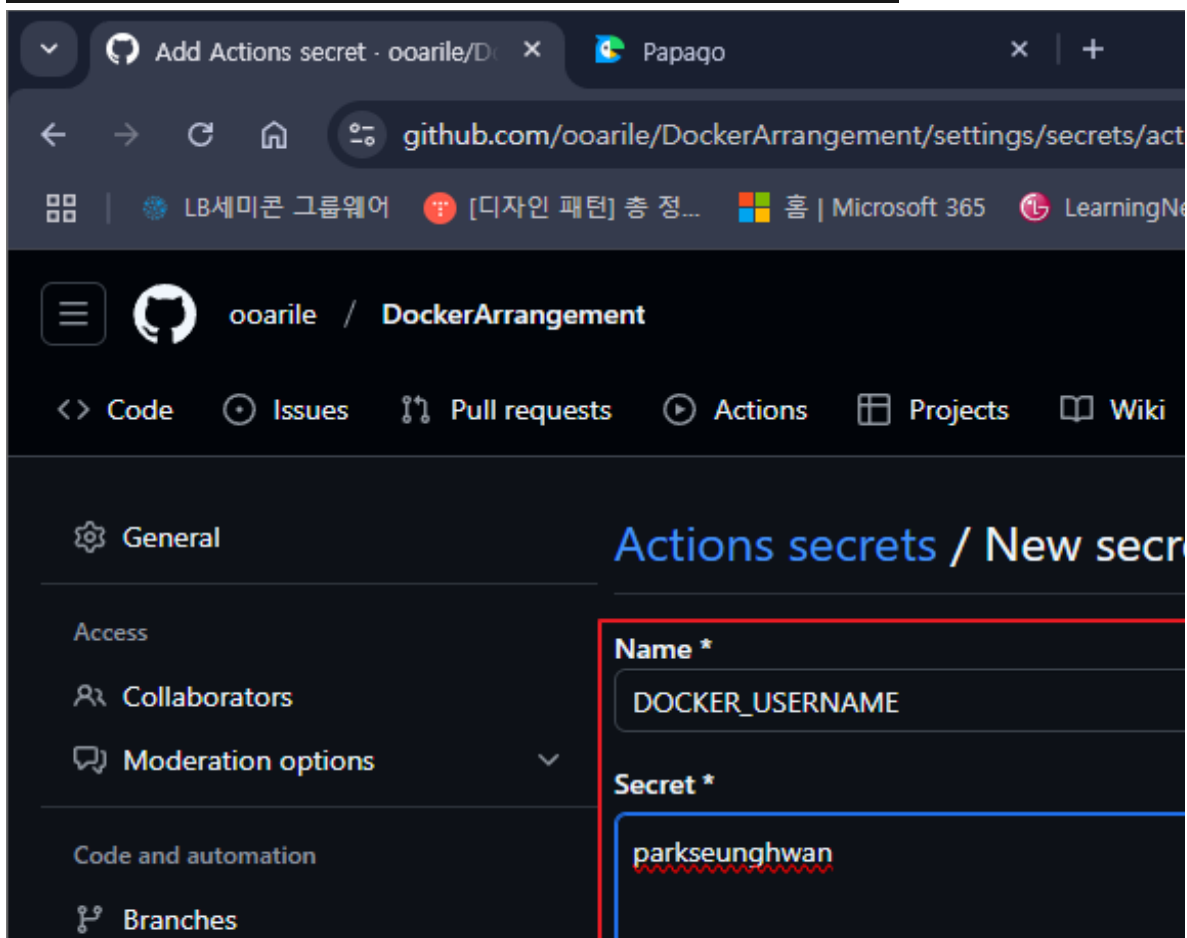 Add Actions secret · ooarile/Do
Papago
github.com/ooarile/DockerArrangement/settings/secrets/act
LB세미콘 그룹웨어 [디자인 패턴] 총 정... 홈 | Microsoft 365 LearningNe
ooarile / DockerArrangement
Code Issues Pull requests Actions Projects Wiki
General
Actions secrets / New secre
Access
Name *
Collaborators
DOCKER_USERNAME
Moderation options
Secret *
Code and automation
parkseunghwan
Branches